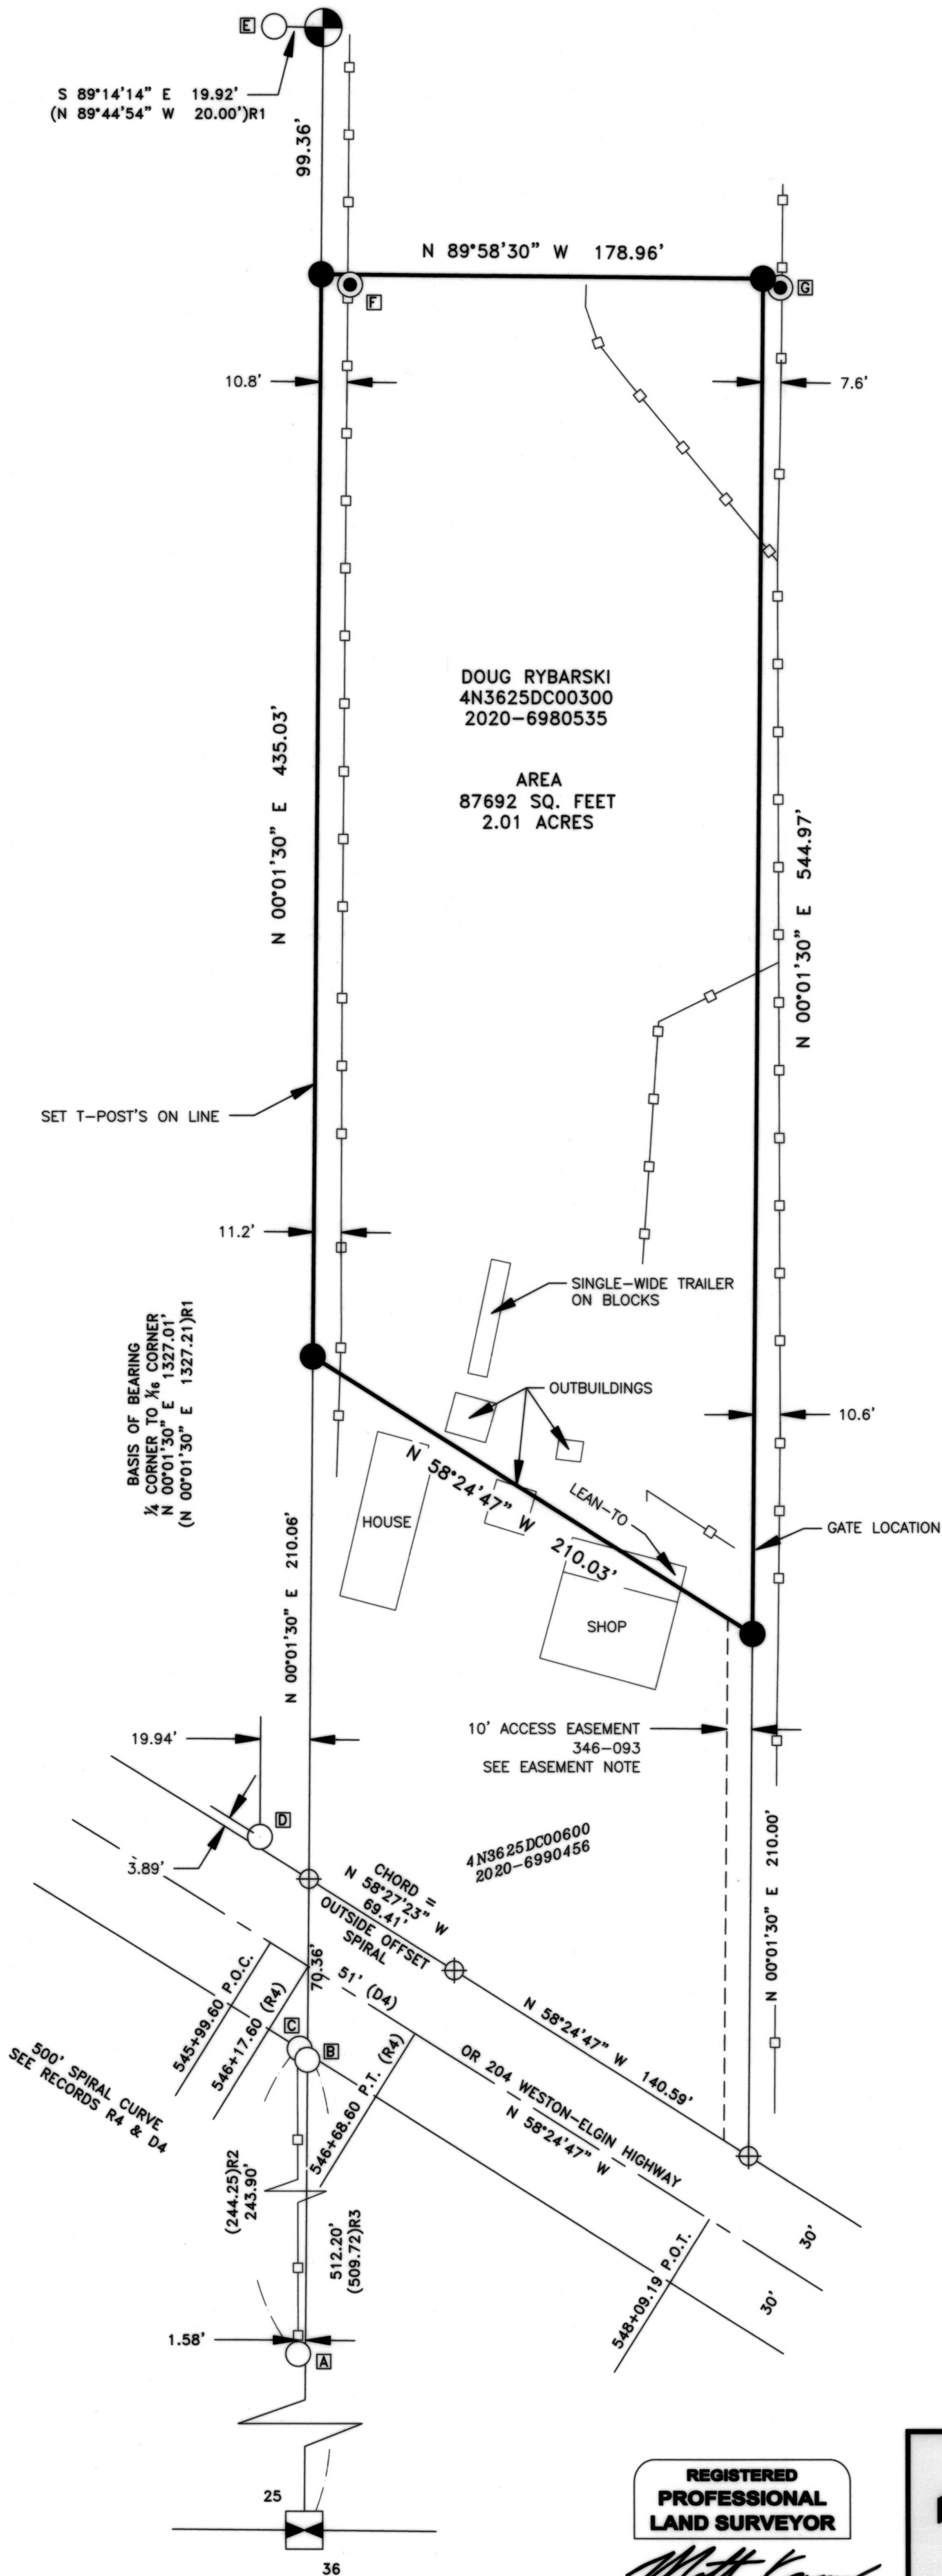 E
S 89°14'14" E 19.92'
(N 89°44'54" W 20.00')R1
99.36'
N 89°58'30" W 178.96'
F
G
10.8'
7.6'
DOUG RYBARSKI
4N3625DC00300
2020-6980535
AREA
87692 SQ. FEET
2.01 ACRES
N 00°01'30" E 435.03'
N 00°01'30" E 544.97'
SET T-POST'S ON LINE
11.2'
SINGLE-WIDE TRAILER
ON BLOCKS
BASIS OF BEARING
¼ CORNER TO 1/16 CORNER
N 00°01'30" E 1327.01'
(N 00°01'30" E 1327.21)R1
OUTBUILDINGS
10.6'
N 58°24'47" W 210.03'
LEAN-TO
HOUSE
GATE LOCATION
SHOP
N 00°01'30" E 210.06'
19.94'
10' ACCESS EASEMENT
346-093
SEE EASEMENT NOTE
D
3.89'
4N3625DC00600
2020-6990456
CHORD =
N 58°27'23" W
69.41'
OUTSIDE OFFSET
SPIRAL
N 00°01'30" E 210.00'
70.36'
51' (D4)
545+99.60 P.O.C.
546+17.60 (R4)
N 58°24'47" W 140.59'
C
B
500' SPIRAL CURVE
SEE RECORDS R4 & D4
546+68.60 P.T. (R4)
OR 204 WESTON-ELGIN HIGHWAY
N 58°24'47" W
(244.25)R2
243.90'
512.20'
(509.72)R3
548+09.19 P.O.T.
30'
30'
1.58'
A
25
36
REGISTERED
PROFESSIONAL
LAND SURVEYOR